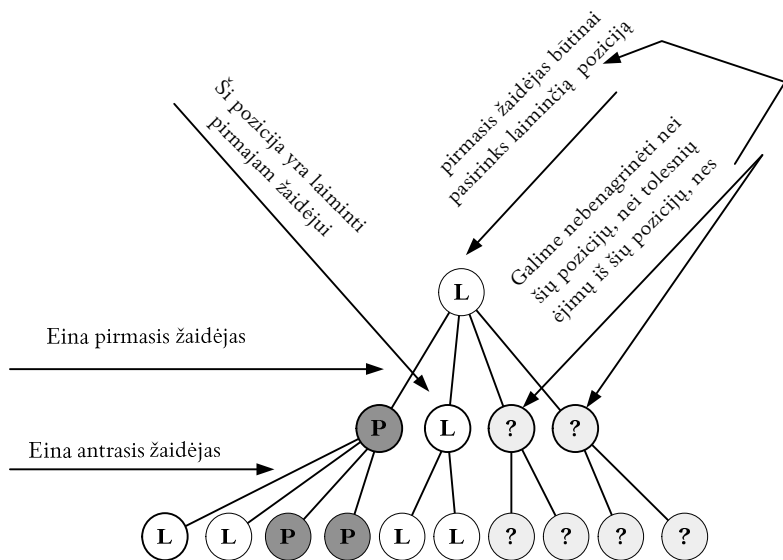 Ši pozicija yra laiminti
pirmajam žaidėjui
pirmasis žaidėjas būtinai
pasirinks laiminčią poziciją
Galime nebenagrinėti nei
šių pozicijų, nei tolesnių
ėjimų iš šių pozicijų, nes
L
Eina pirmasis žaidėjas
P L ? ?
Eina antrasis žaidėjas
L L P P L L ? ? ? ?